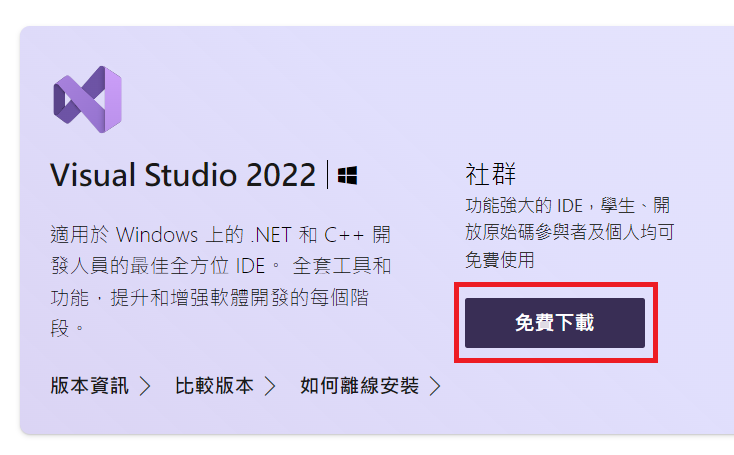 Visual Studio 2022
適用於 Windows 上的 .NET 和 C++ 開
發人員的最佳全方位 IDE。 全套工具和
功能，提升和增強軟體開發的每個階
段。
社群
功能強大的 IDE，學生、開
放原始碼參與者及個人均可
免費使用
免費下載
版本資訊 比較版本 如何離線安裝